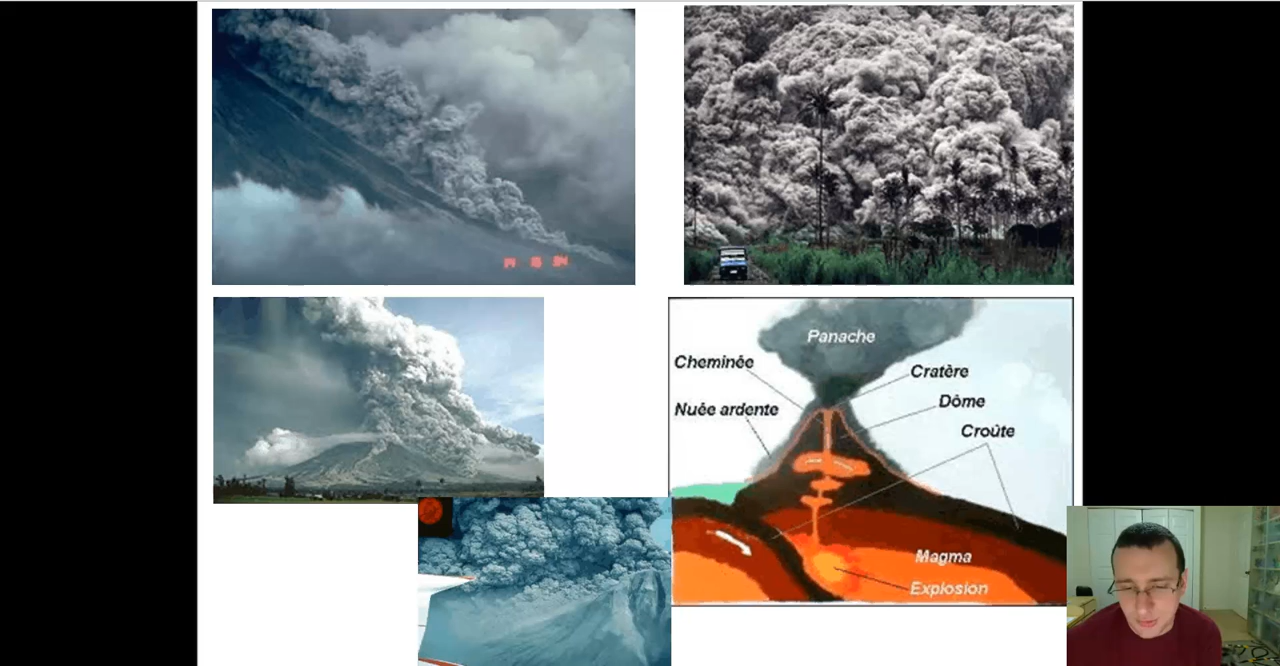 Panache
Cheminée
Cratère
Nuée ardente
Dôme
Croûte
Magma
Explosion